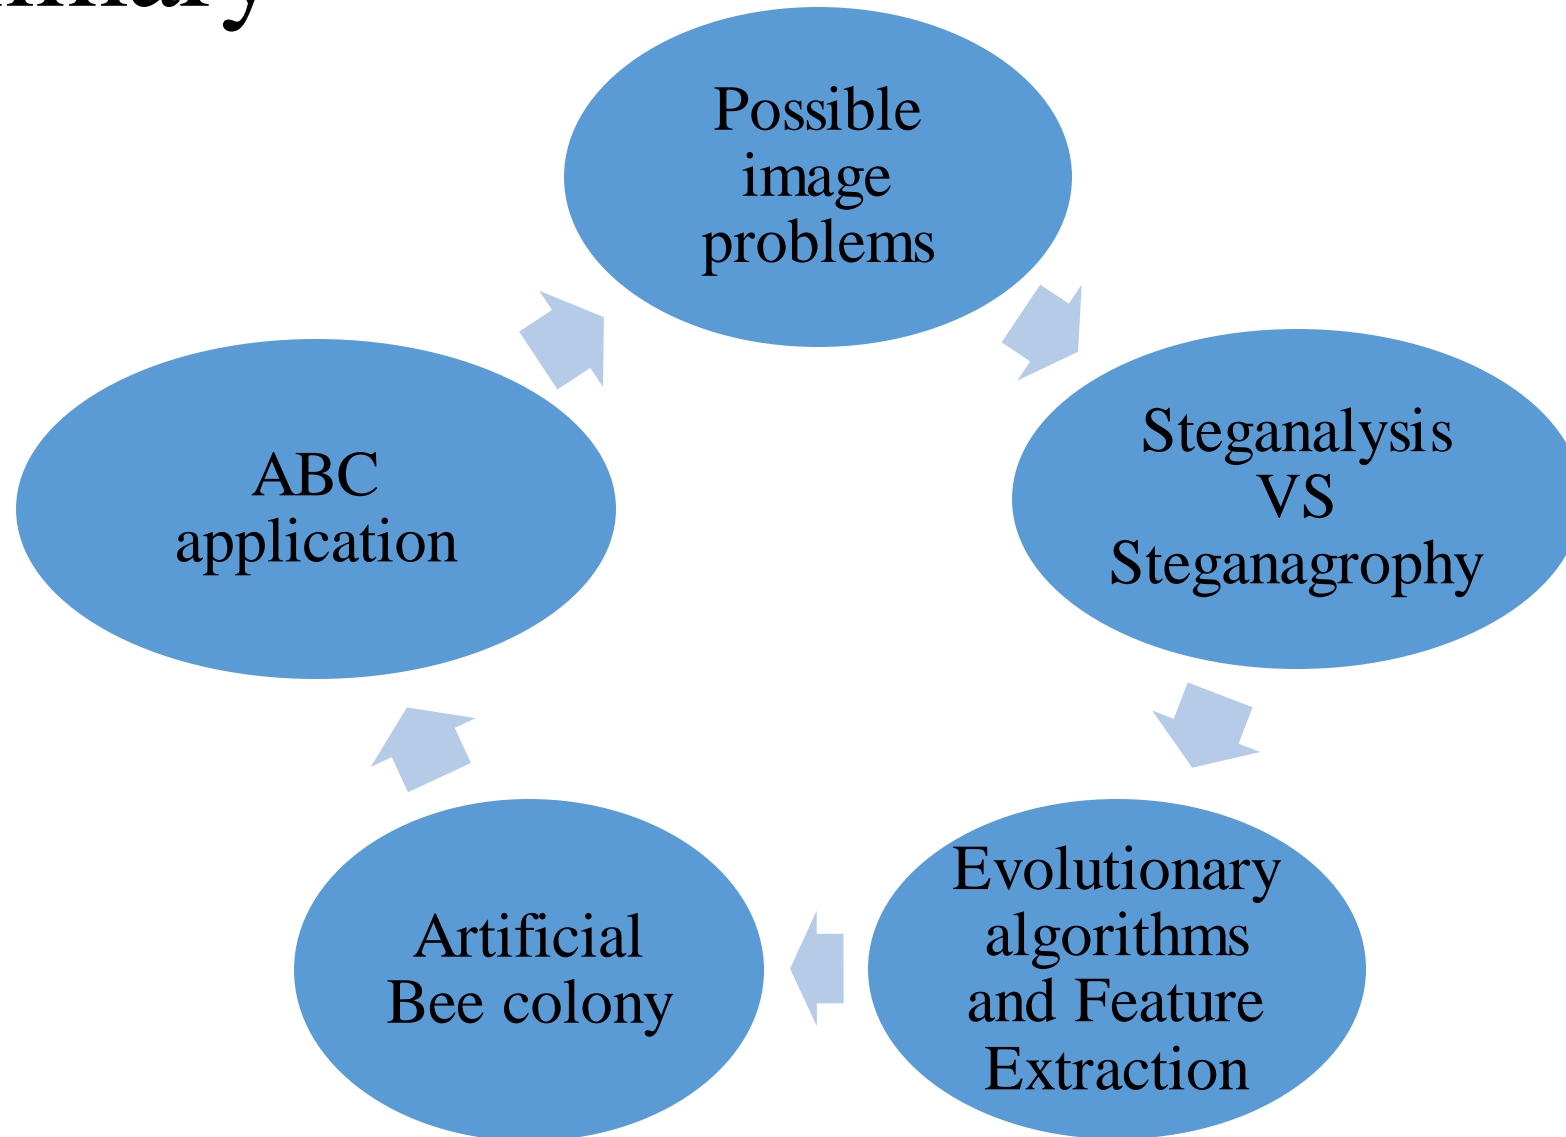 Possible
image
problems
Steganalysis
VS
Steganagrophy
Evolutionary
algorithms
and Feature
Extraction
Artificial
Bee colony
ABC
application